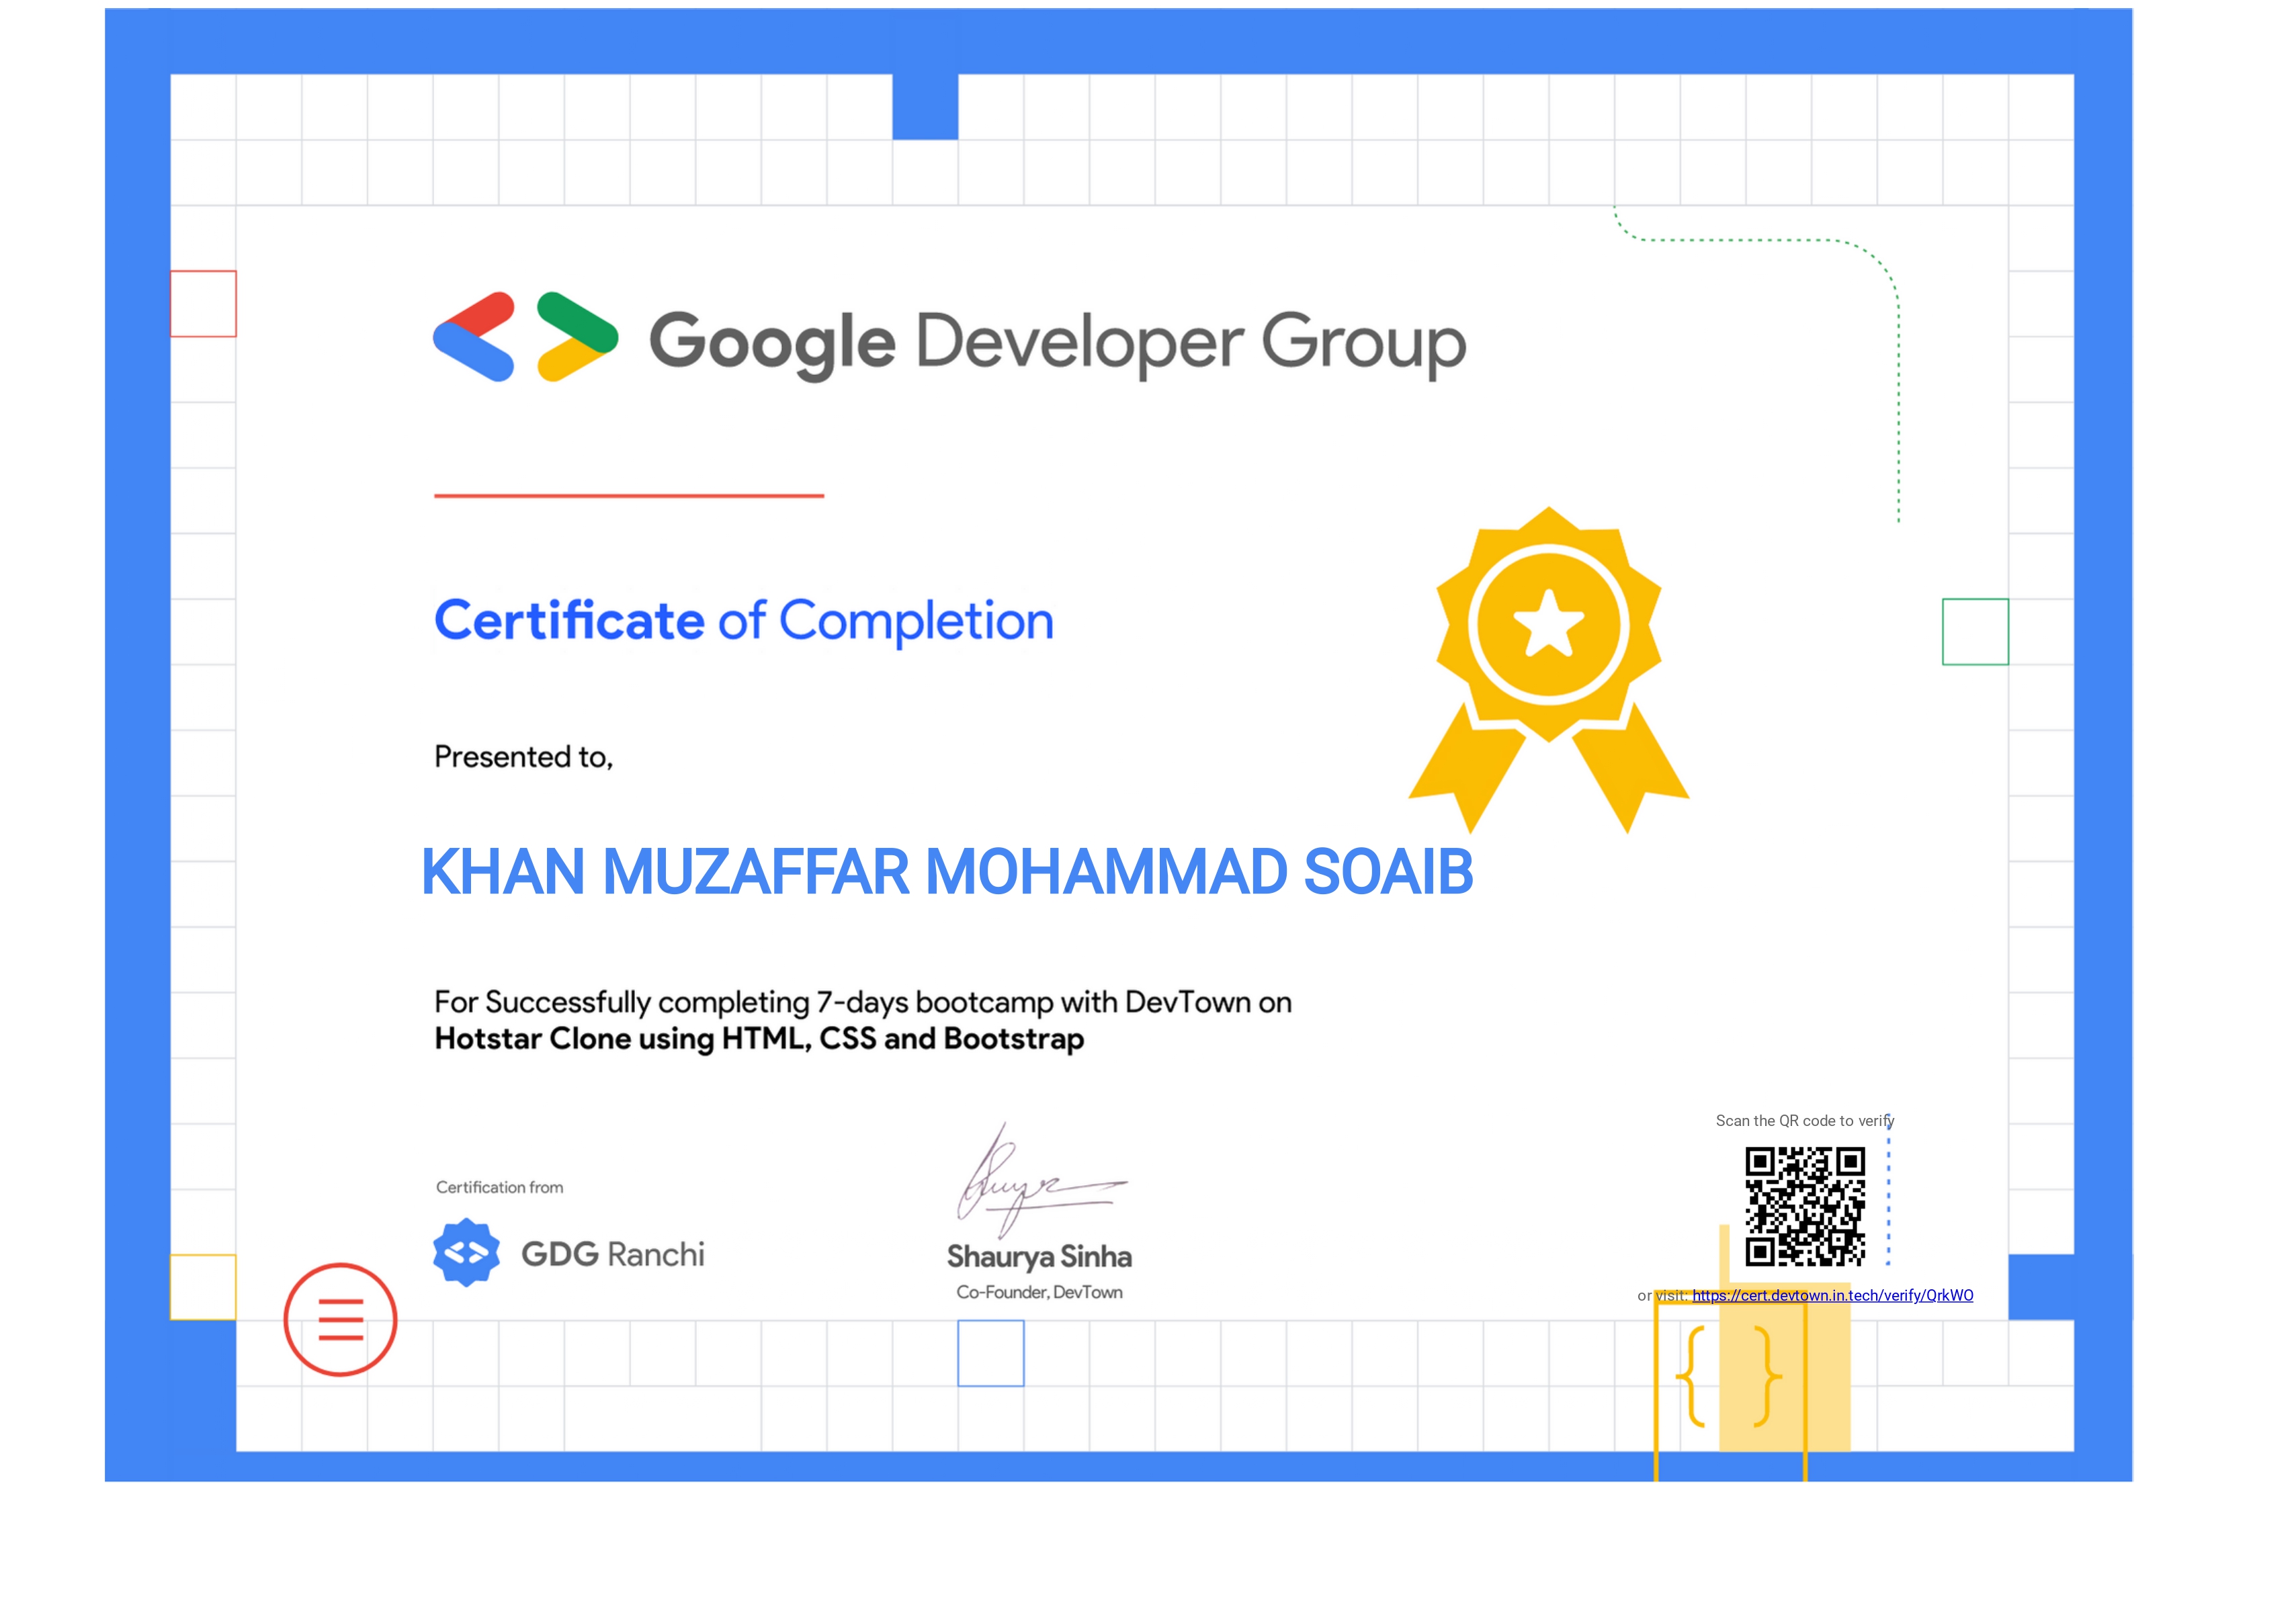 Google Developer Group
Certificate of Completion
Presented to,
KHAN MUZAFFAR MOHAMMAD SOAIB
For Successfully completing 7-days bootcamp with DevTown on
Hotstar Clone using HTML, CSS and Bootstrap
Certification from
GDG Ranchi
Shaurya Sinha
Co-Founder, DevTown
Scan the QR code to verify
or visit: https://cert.devtown.in.tech/verify/QrkWO
{ }